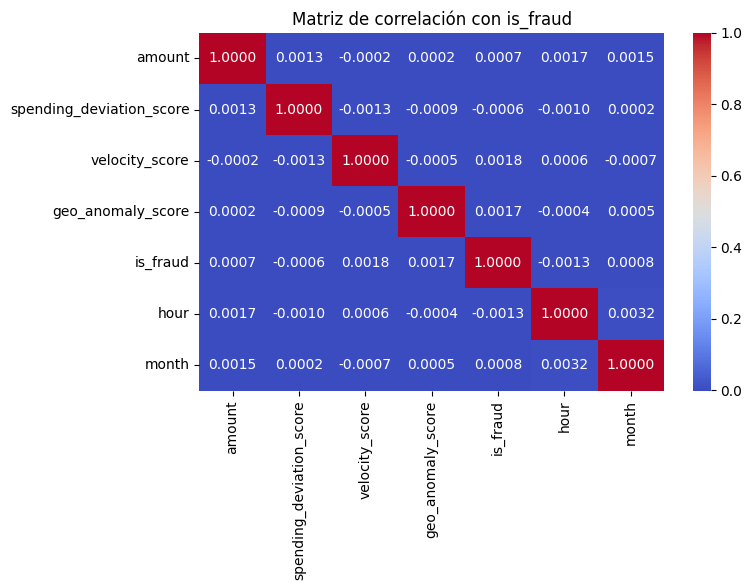 Matriz de correlación con is_fraud
amount 1.0000 0.0013 -0.0002 0.0002 0.0007 0.0017 0.0015
spending_deviation_score 0.0013 1.0000 -0.0013 -0.0009 -0.0006 -0.0010 0.0002
velocity_score -0.0002 -0.0013 1.0000 -0.0005 0.0018 0.0006 -0.0007
geo_anomaly_score 0.0002 -0.0009 -0.0005 1.0000 0.0017 -0.0004 0.0005
is_fraud 0.0007 -0.0006 0.0018 0.0017 1.0000 -0.0013 0.0008
hour 0.0017 -0.0010 0.0006 -0.0004 -0.0013 1.0000 0.0032
month 0.0015 0.0002 -0.0007 0.0005 0.0008 0.0032 1.0000
amount
spending_deviation_score
velocity_score
geo_anomaly_score
is_fraud
hour
month
1.0
0.8
0.6
0.4
0.2
0.0